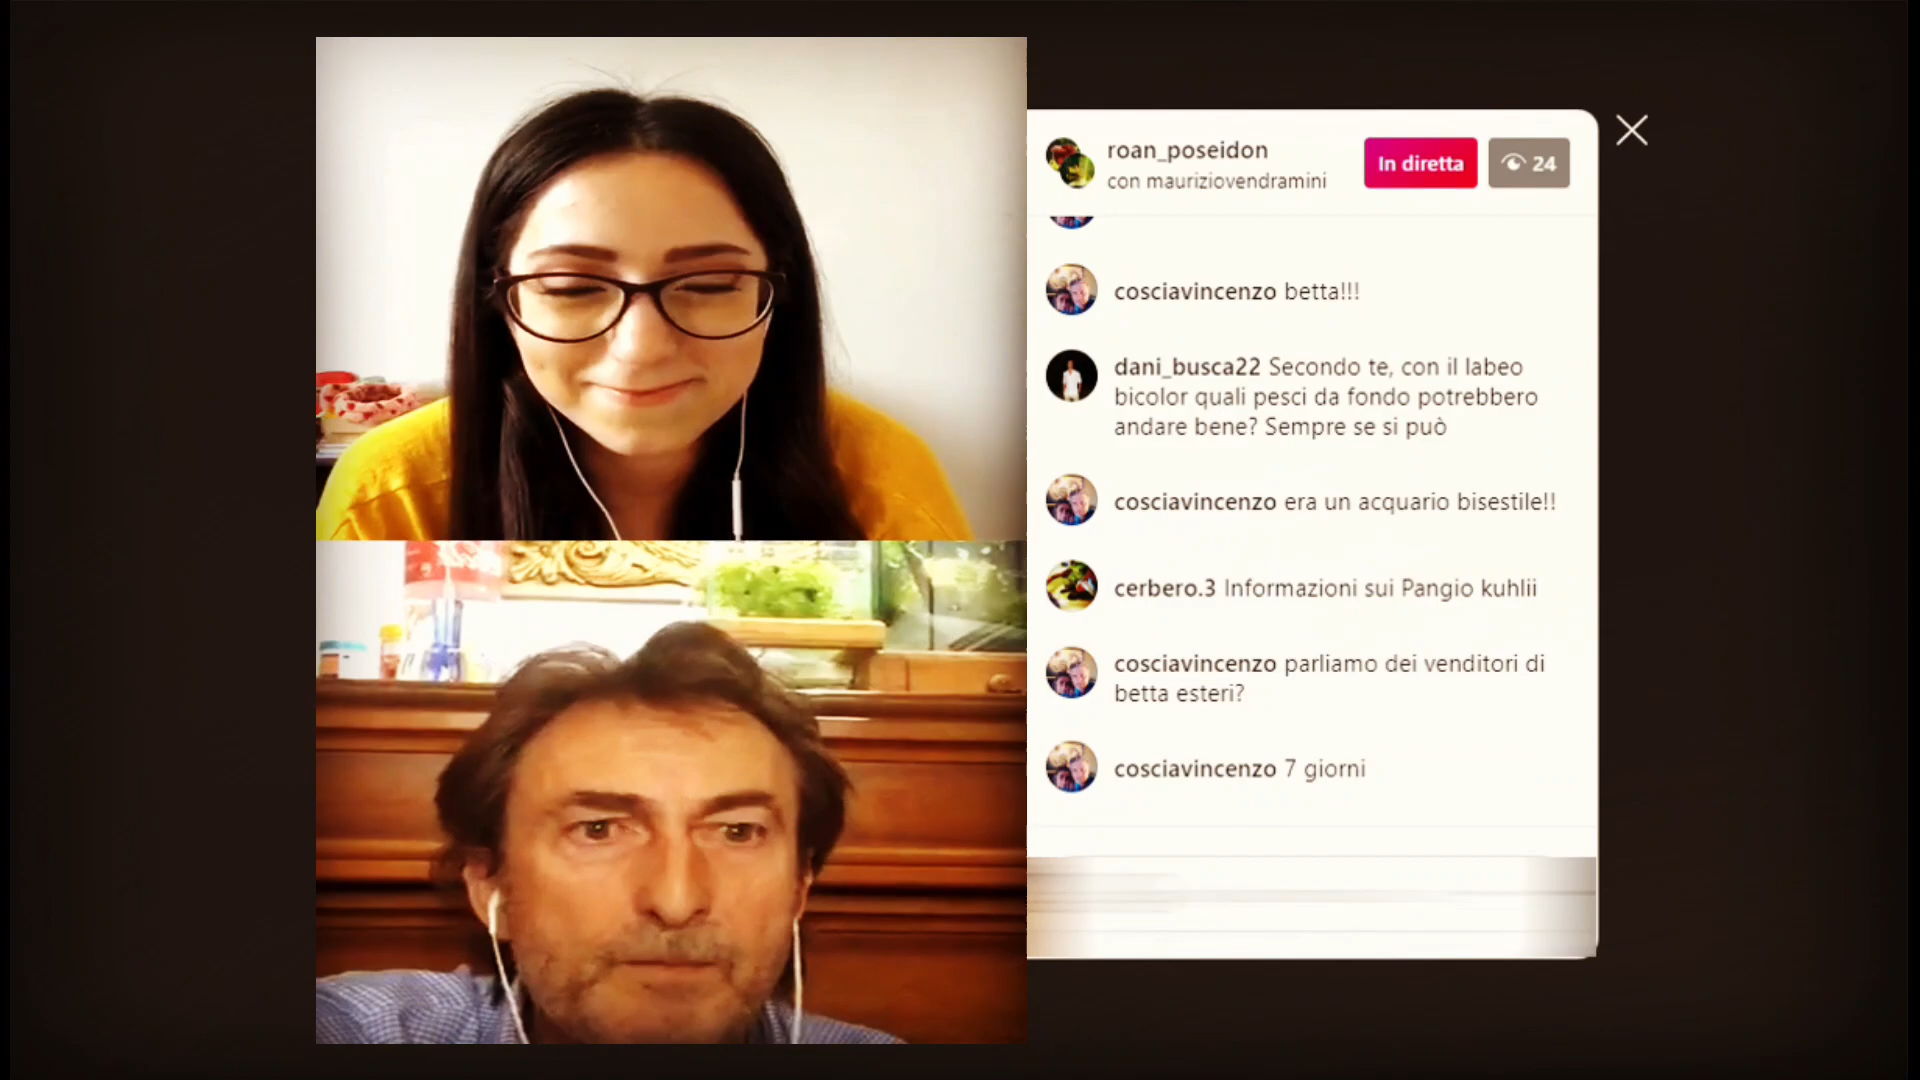 roan_poseidon
con mauriziovendramini
In diretta
24
cosciavincenzo betta!!!
dani_busca22 Secondo te, con il labeo
bicolor quali pesci da fondo potrebbero
andare bene? Sempre se si può
cosciavincenzo era un acquario bisestile!!
cerbero.3 Informazioni sui Pangio kuhlii
cosciavincenzo parliamo dei venditori di
betta esteri?
cosciavincenzo 7 giorni